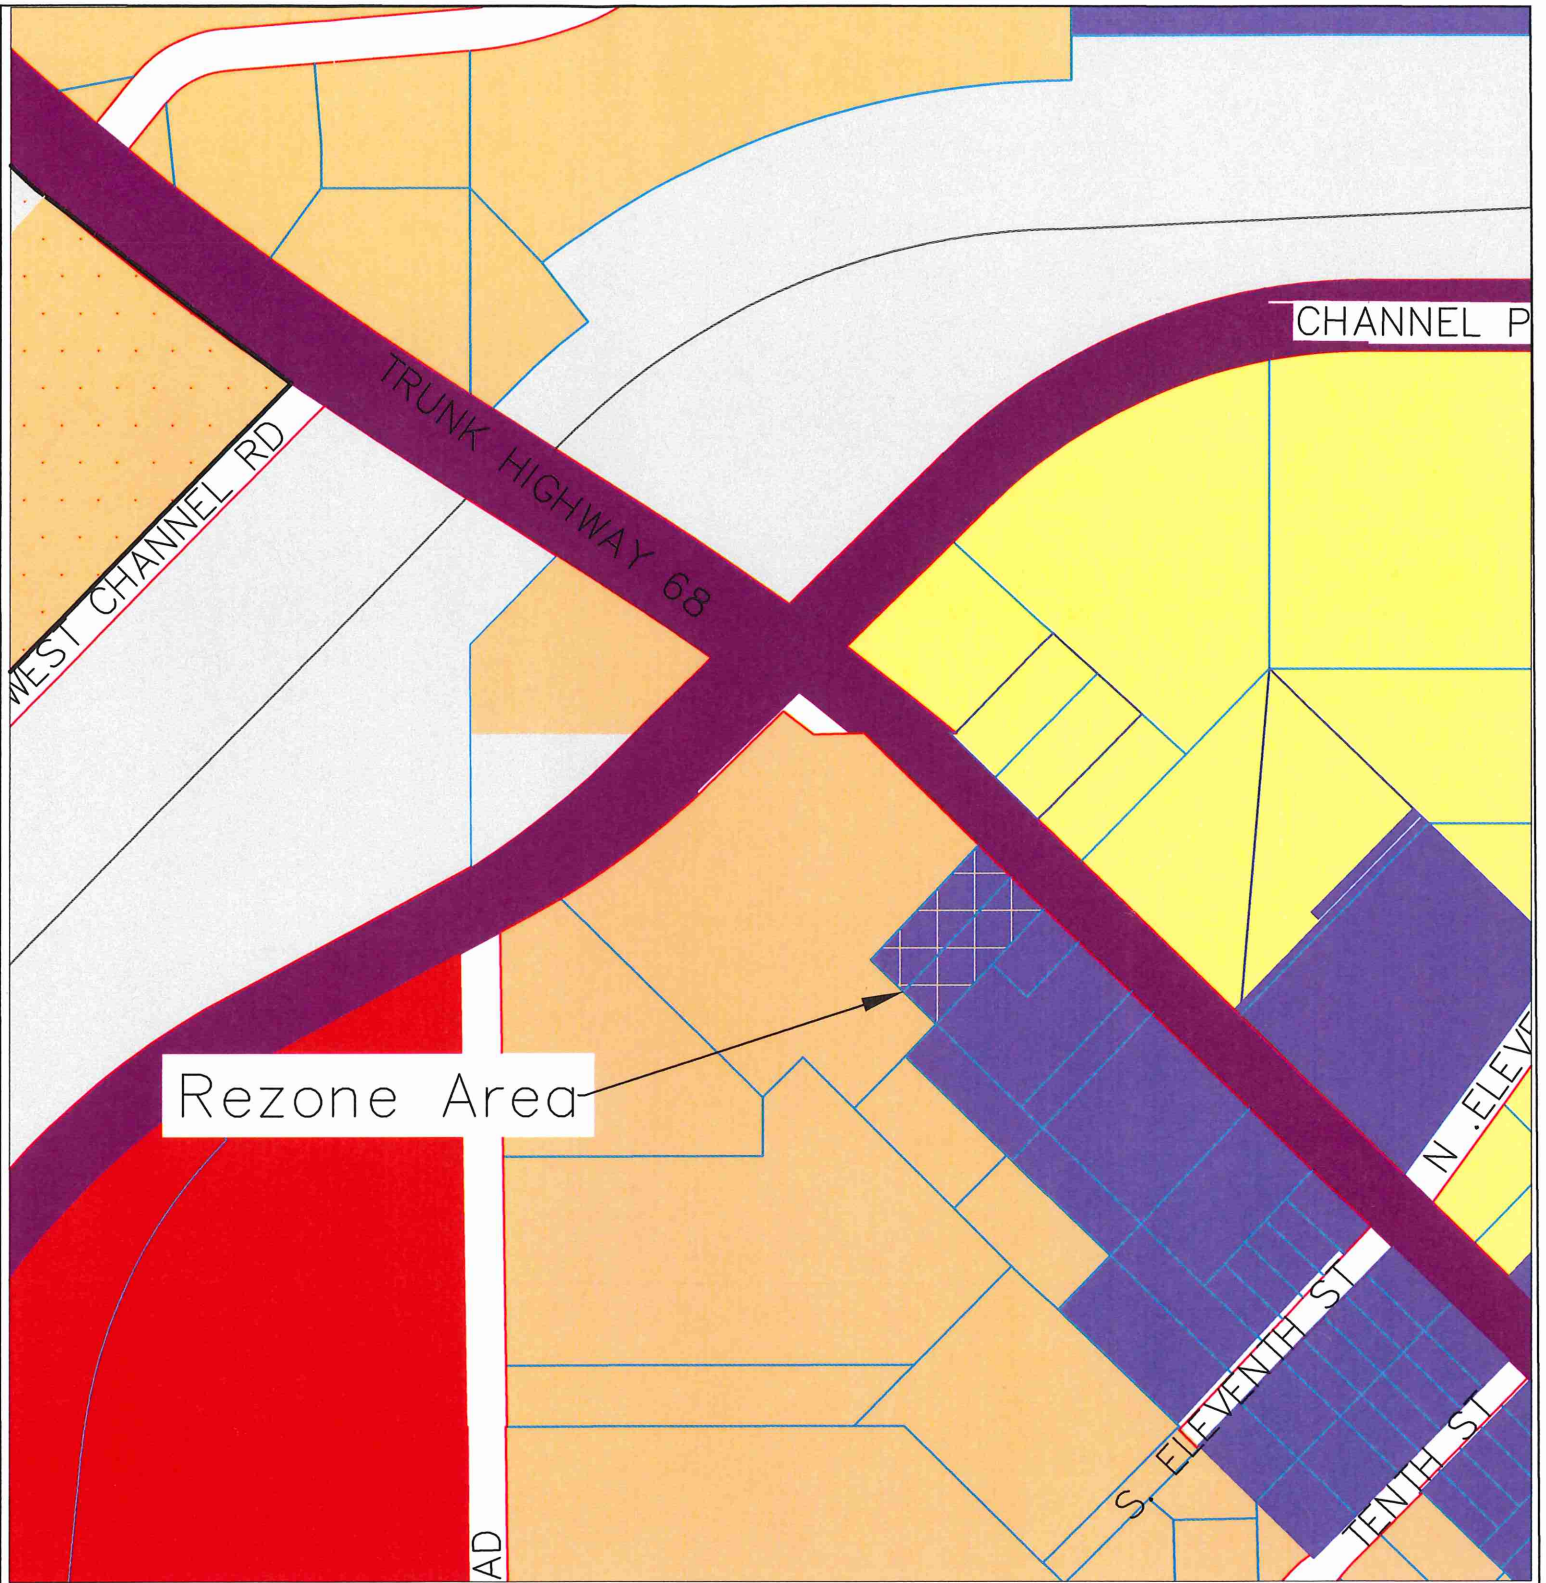 CHANNEL P
TRUNK HIGHWAY 68
WEST CHANNEL RD
Rezone Area
N .ELEVE
S. ELEVENTH ST
TENTH ST
AD